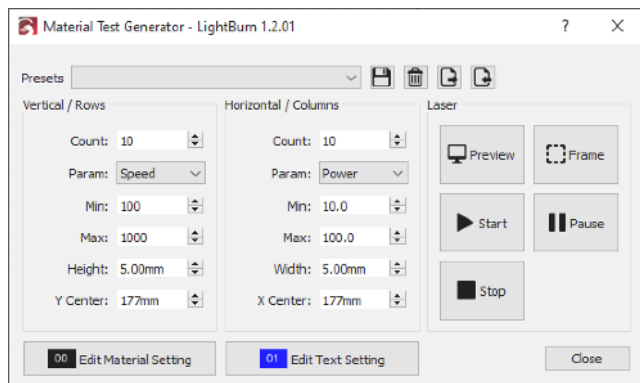 Material Test Generator - LightBurn 1.2.01
Presets
Vertical / Rows
Count: 10
Param: Speed
Min: 100
Max: 1000
Height: 5.00mm
Y Center: 177mm
00 Edit Material Setting
Horizontal / Columns
Count: 10
Param: Power
Min: 10.0
Max: 100.0
Width: 5.00mm
X Center: 177mm
01 Edit Text Setting
Laser
Preview
Frame
Start
Pause
Stop
Close